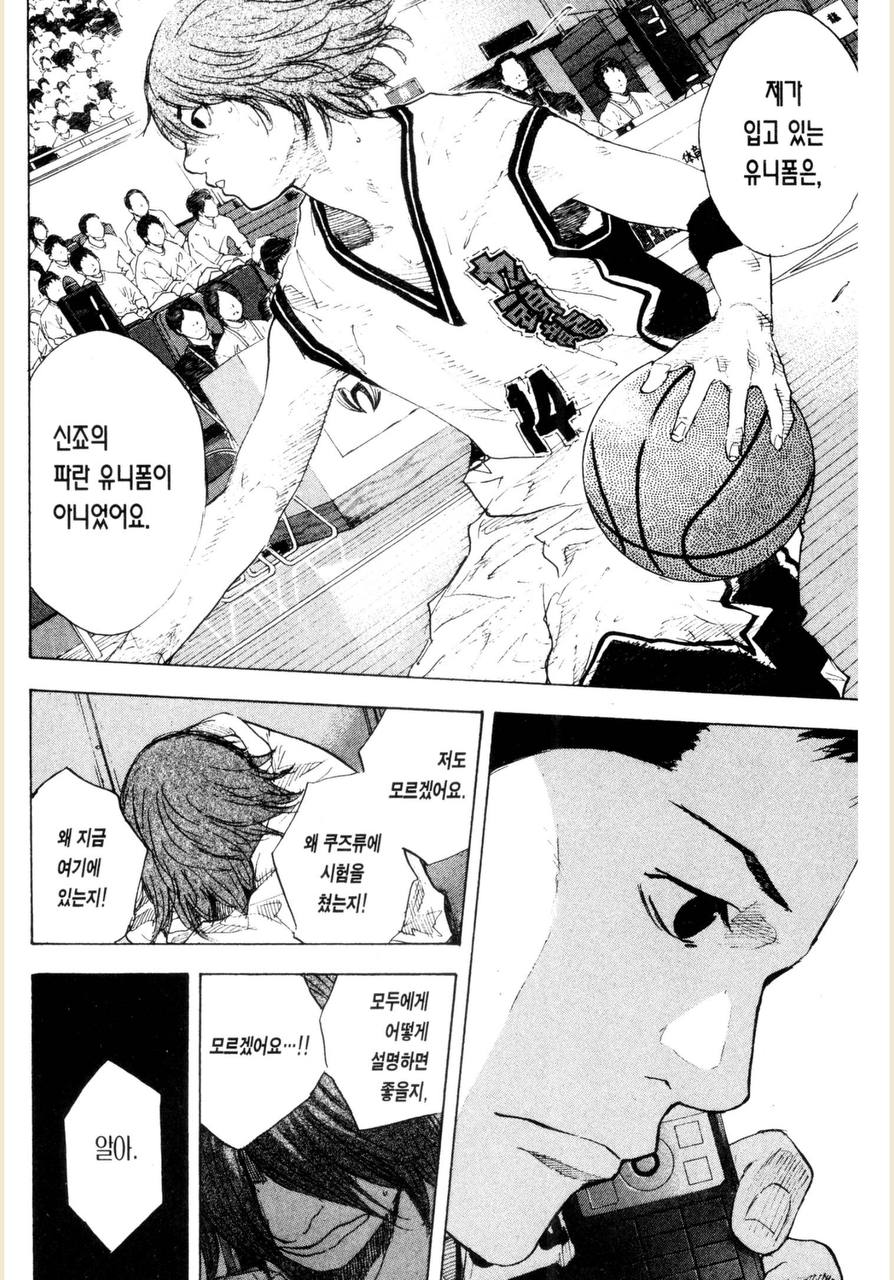 제가
입고 있는
유니폼은,
신죠의
파란 유니폼이
아니었어요.
14
저도
모르겠어요.
왜 쿠즈류에
시험을
쳤는지!
왜 지금
여기에
있는지!
모두에게
어떻게
설명하면
좋을지,
모르겠어요…!!
알아.